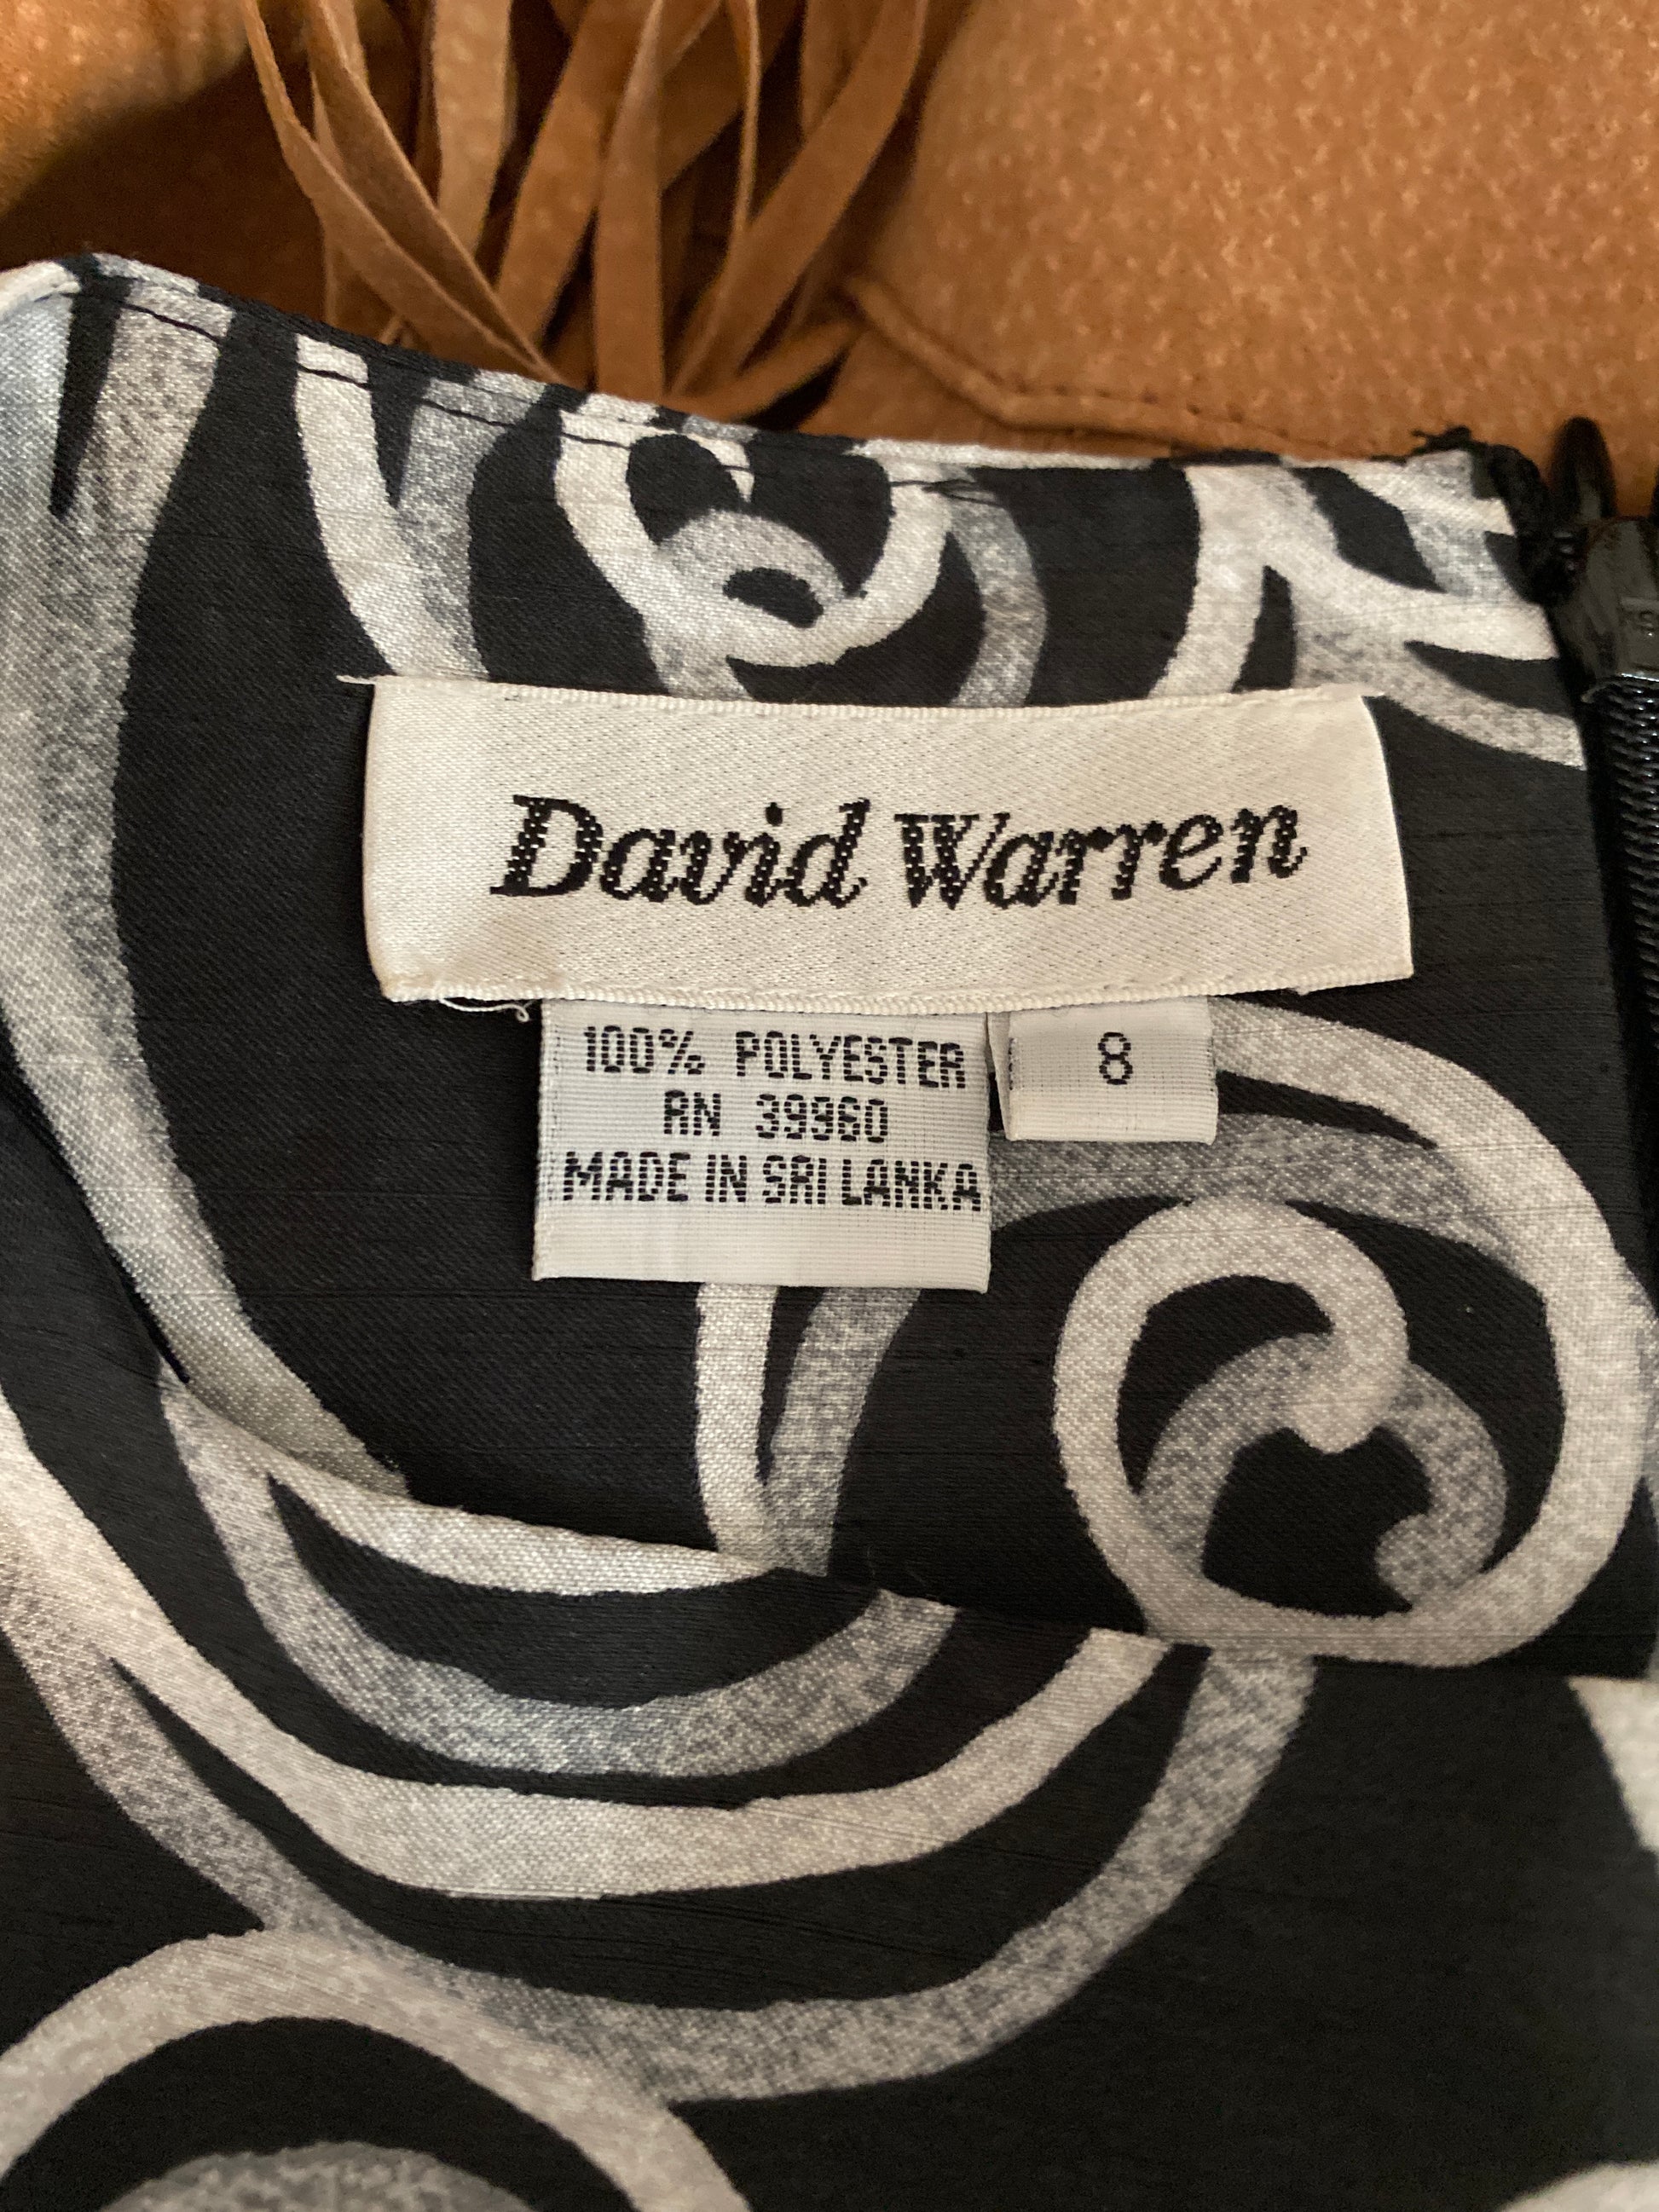 David Warren
100% POLYESTER
RN 39960
MADE IN SRI LANKA
8